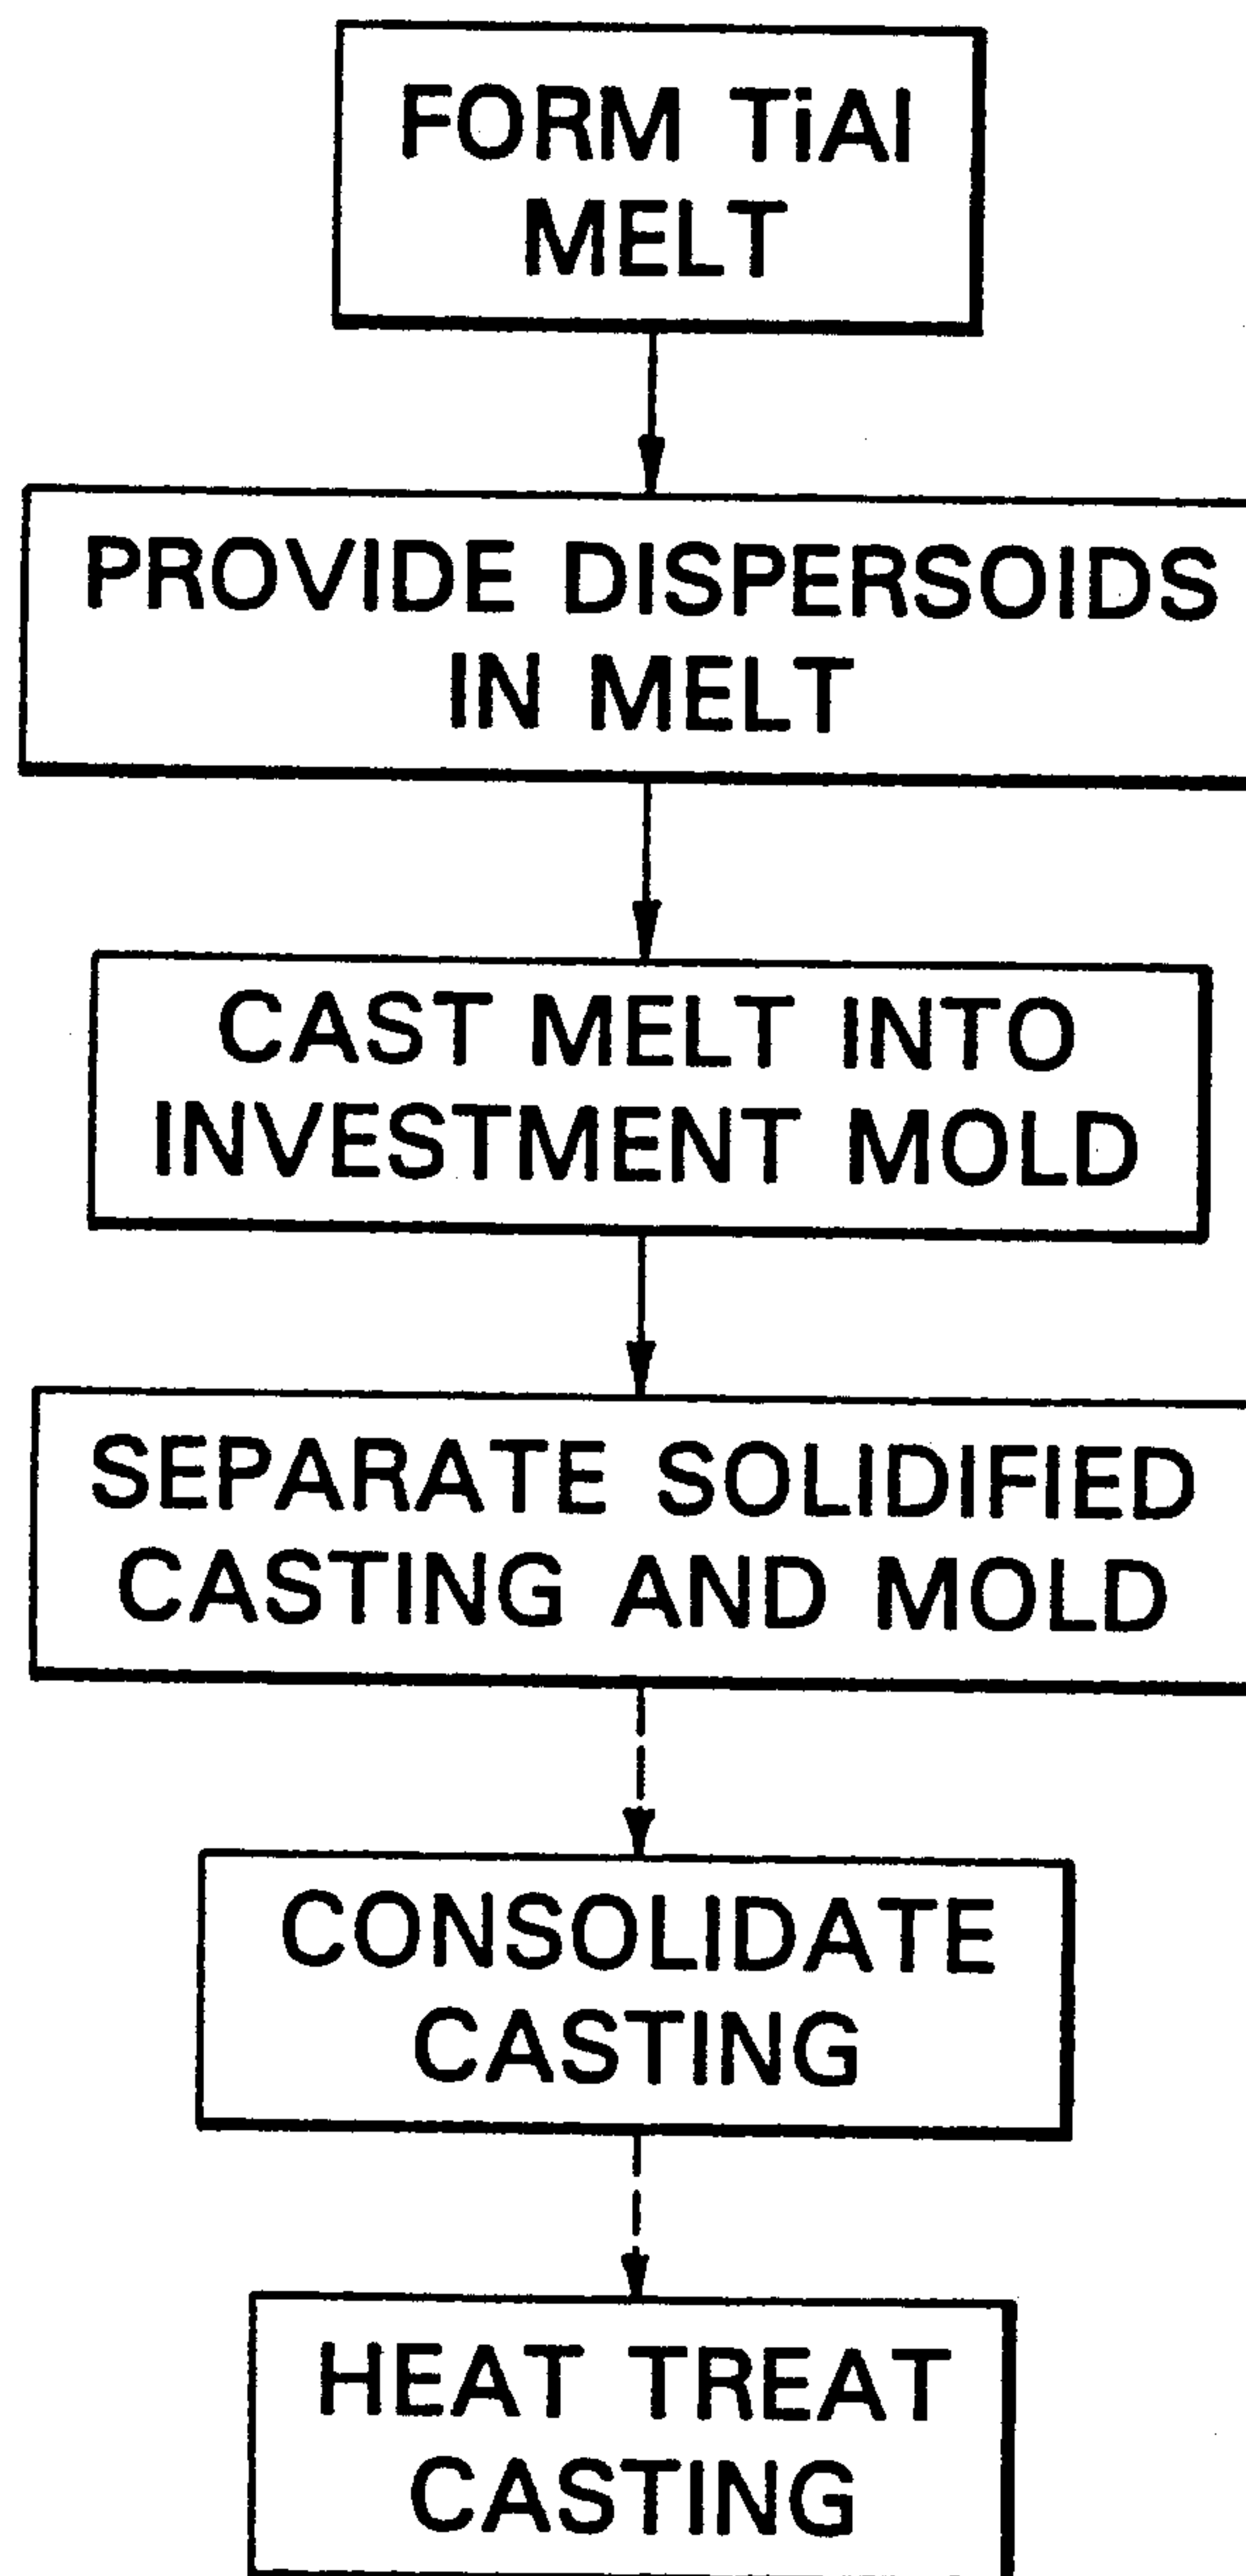 FORM TiAl
MELT
PROVIDE DISPERSOIDS
IN MELT
CAST MELT INTO
INVESTMENT MOLD
SEPARATE SOLIDIFIED
CASTING AND MOLD
CONSOLIDATE
CASTING
HEAT TREAT
CASTING